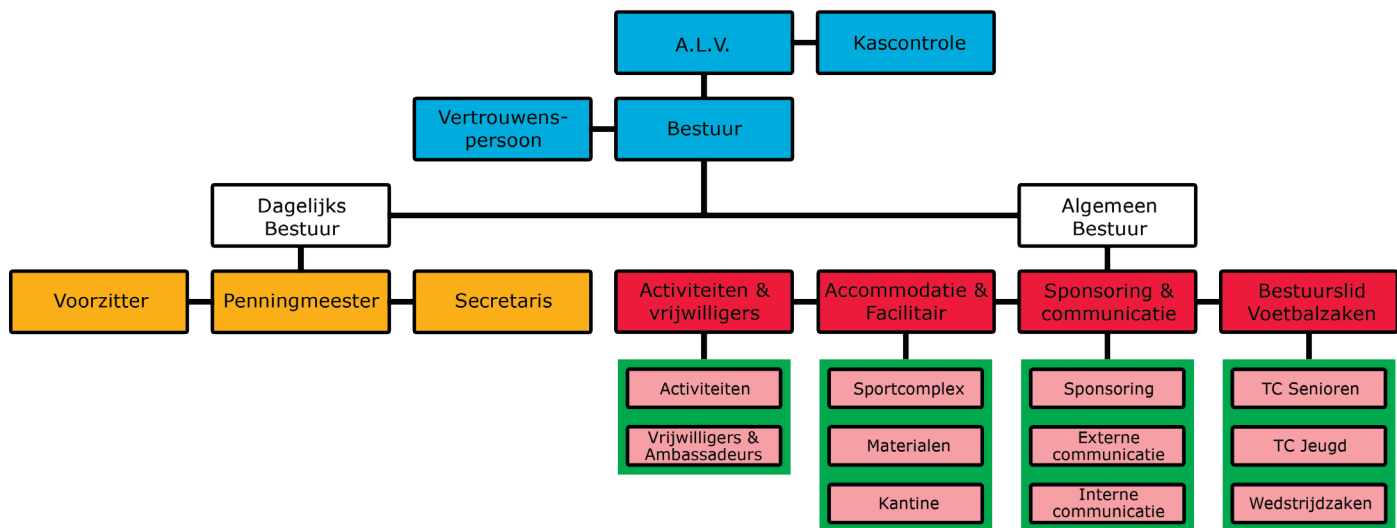 A.L.V.
Kascontrole
Vertrouwens-
persoon
Bestuur
Dagelijks
Bestuur
Algemeen
Bestuur
Voorzitter
Penningmeester
Secretaris
Activiteiten &
vrijwilligers
Accommodatie &
Facilitair
Sponsoring &
communicatie
Bestuurslid
Voetbalzaken
Activiteiten
Vrijwilligers &
Ambassadeurs
Sportcomplex
Materialen
Kantine
Sponsoring
Externe
communicatie
Interne
communicatie
TC Senioren
TC Jeugd
Wedstrijdzaken